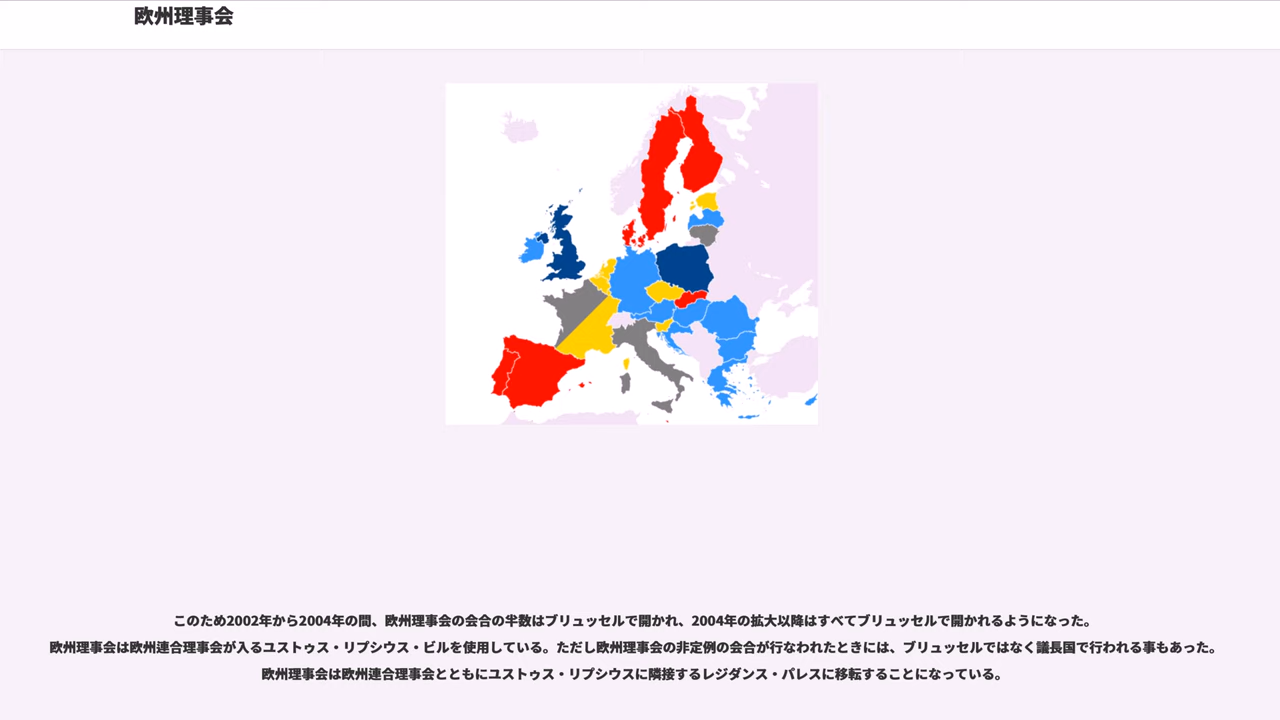 欧州理事会
このため2002年から2004年の間、欧州理事会の会合の半数はブリュッセルで開かれ、2004年の拡大以降はすべてブリュッセルで開かれるようになった。
欧州理事会は欧州連合理事会が入るユストゥス・リプシウス・ビルを使用している。ただし欧州理事会の非定例の会合が行なわれたときには、ブリュッセルではなく議長国で行われる事もあった。
欧州理事会は欧州連合理事会とともにユストゥス・リプシウスに隣接するレジダンス・パレスに移転することになっている。